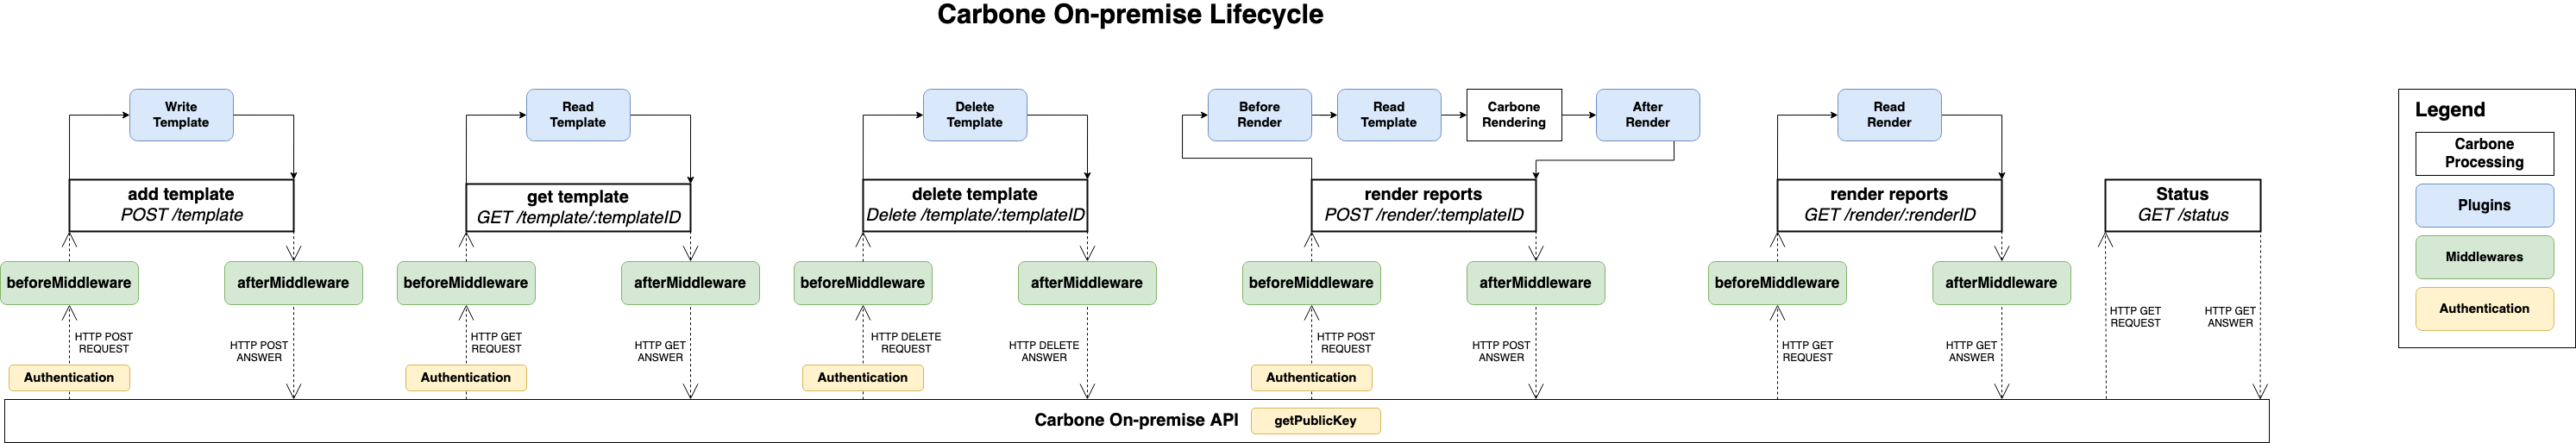 Carbone On-premise Lifecycle
Write
Template
Read
Template
Delete
Template
Before
Render
Read
Template
Carbone
Rendering
After
Render
Read
Render
Legend
Carbone
Processing
Plugins
Middlewares
Authentication
add template
POST /template
get template
GET /template/:templateID
delete template
Delete /template/:templateID
render reports
POST /render/:templateID
render reports
GET /render/:renderID
Status
GET /status
beforeMiddleware
afterMiddleware
beforeMiddleware
afterMiddleware
beforeMiddleware
afterMiddleware
beforeMiddleware
afterMiddleware
beforeMiddleware
afterMiddleware
HTTP POST
REQUEST
HTTP POST
ANSWER
HTTP GET
REQUEST
HTTP GET
ANSWER
HTTP DELETE
REQUEST
HTTP DELETE
ANSWER
HTTP POST
REQUEST
HTTP POST
ANSWER
HTTP GET
REQUEST
HTTP GET
ANSWER
HTTP GET
REQUEST
HTTP GET
ANSWER
Authentication
Authentication
Authentication
Authentication
Carbone On-premise API
getPublicKey